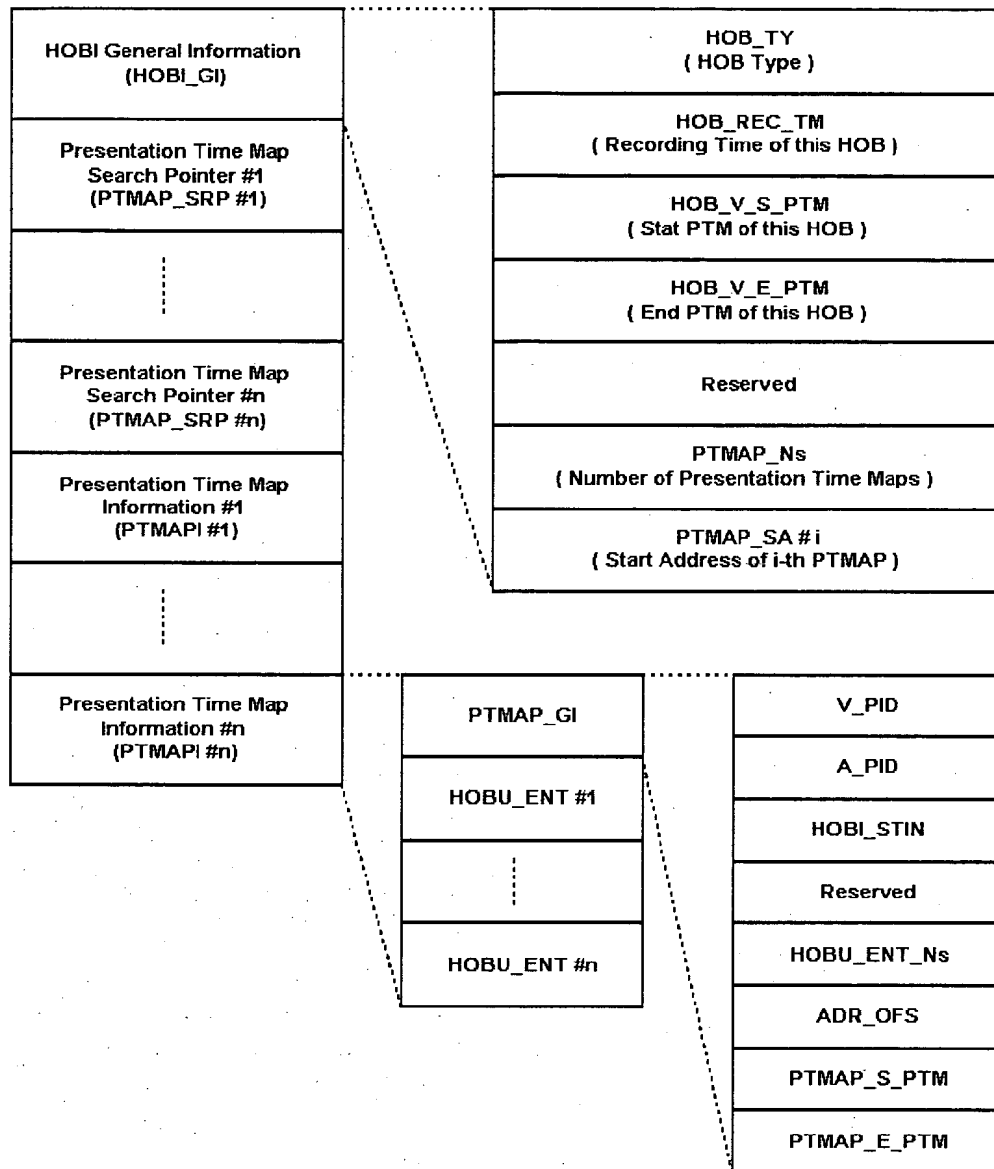 HOBI General Information
(HOBI_GI)
Presentation Time Map
Search Pointer #1
(PTMAP_SRP #1)
Presentation Time Map
Search Pointer #n
(PTMAP_SRP #n)
Presentation Time Map
Information #1
(PTMAPI #1)
Presentation Time Map
Information #n
(PTMAPI #n)
HOB_TY
( HOB Type )
HOB_REC_TM
( Recording Time of this HOB )
HOB_V_S_PTM
( Stat PTM of this HOB )
HOB_V_E_PTM
( End PTM of this HOB )
Reserved
PTMAP_Ns
( Number of Presentation Time Maps )
PTMAP_SA # i
( Start Address of i-th PTMAP )
PTMAP_GI
HOBU_ENT #1
HOBU_ENT #n
V_PID
A_PID
HOBI_STIN
Reserved
HOBU_ENT_Ns
ADR_OFS
PTMAP_S_PTM
PTMAP_E_PTM